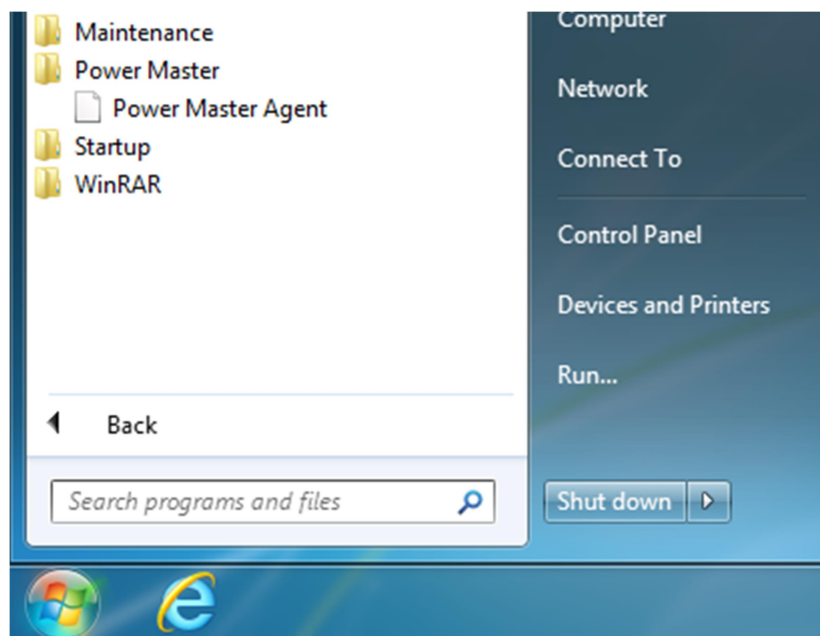 Maintenance
Power Master
Power Master Agent
Startup
WinRAR
Back
Search programs and files
Computer
Network
Connect To
Control Panel
Devices and Printers
Run...
Shut down